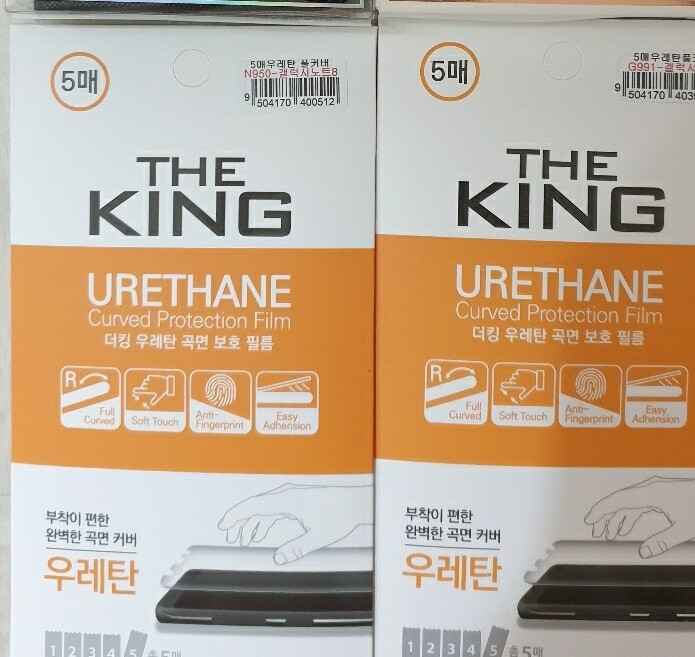 5매
5매우레탄 풀커버
N950-갤럭시노트8
9 504170 400512
THE
KING
URETHANE
Curved Protection Film
더킹 우레탄 곡면 보호 필름
R
Full
Curved
Soft Touch
Anti-
Fingerprint
Easy
Adhension
부착이 편한
완벽한 곡면 커버
우레탄
1 2 3 4 5 총 5매
5매
5매우레탄풀
G991-갤럭시
9 504170 403
THE
KING
URETHANE
Curved Protection Film
더킹 우레탄 곡면 보호 필름
R
Full
Curved
Soft Touch
Anti-
Fingerprint
Easy
Adhension
부착이 편한
완벽한 곡면 커버
우레탄
1 2 3 4 5 총 5매